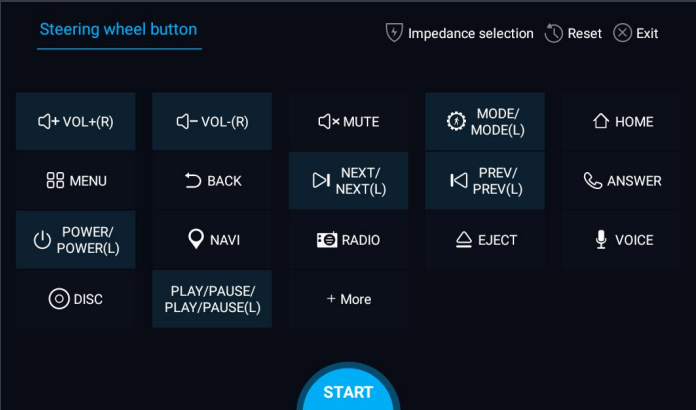 Steering wheel button
Impedance selection Reset Exit
VOL+(R) VOL-(R) MUTE MODE/
MODE(L) HOME
MENU BACK NEXT/
NEXT(L) PREV/
PREV(L) ANSWER
POWER/
POWER(L) NAVI RADIO EJECT VOICE
DISC PLAY/PAUSE/
PLAY/PAUSE(L) + More
START